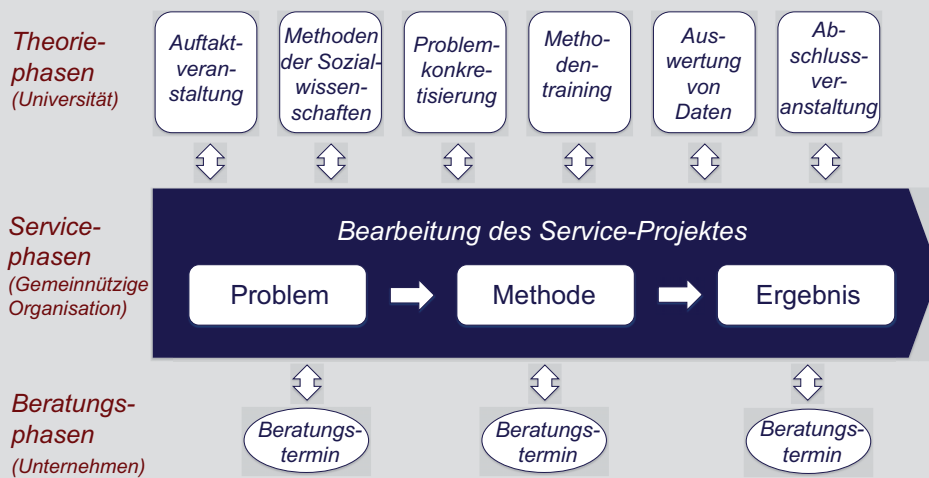 Theorie-
phasen
(Universität)
Auftakt-
veran-
staltung
Methoden
der Sozial-
wissen-
schaften
Problem-
konkre-
tisierung
Metho-
den-
training
Aus-
wertung
von
Daten
Ab-
schluss-
ver-
anstaltung
Service-
phasen
(Gemeinnützige
Organisation)
Bearbeitung des Service-Projektes
Problem
Methode
Ergebnis
Beratungs-
phasen
(Unternehmen)
Beratungs-
termin
Beratungs-
termin
Beratungs-
termin